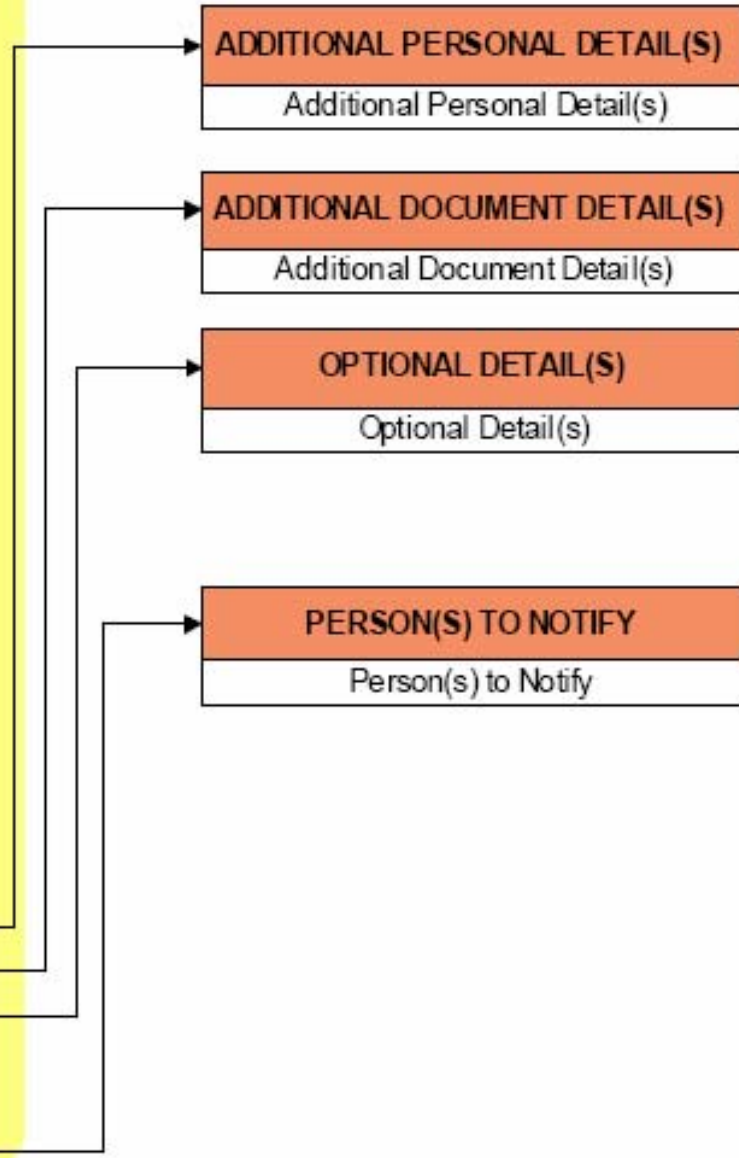 ADDITIONAL PERSONAL DETAIL(S)
Additional Personal Detail(s)
ADDITIONAL DOCUMENT DETAIL(S)
Additional Document Detail(s)
OPTIONAL DETAIL(S)
Optional Detail(s)
PERSON(S) TO NOTIFY
Person(s) to Notify